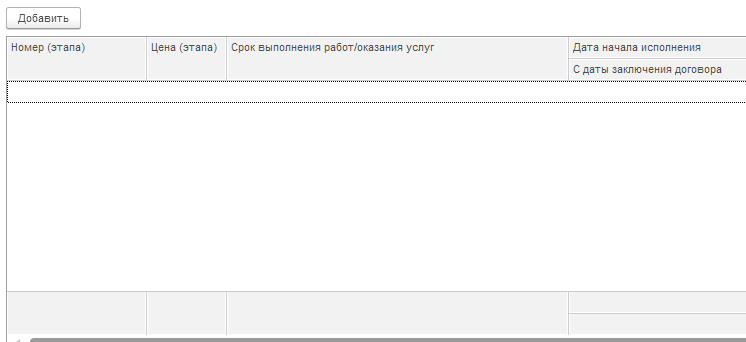 Добавить
Номер (этапа) Цена (этапа) Срок выполнения работ/оказания услуг Дата начала исполнения
С даты заключения договора